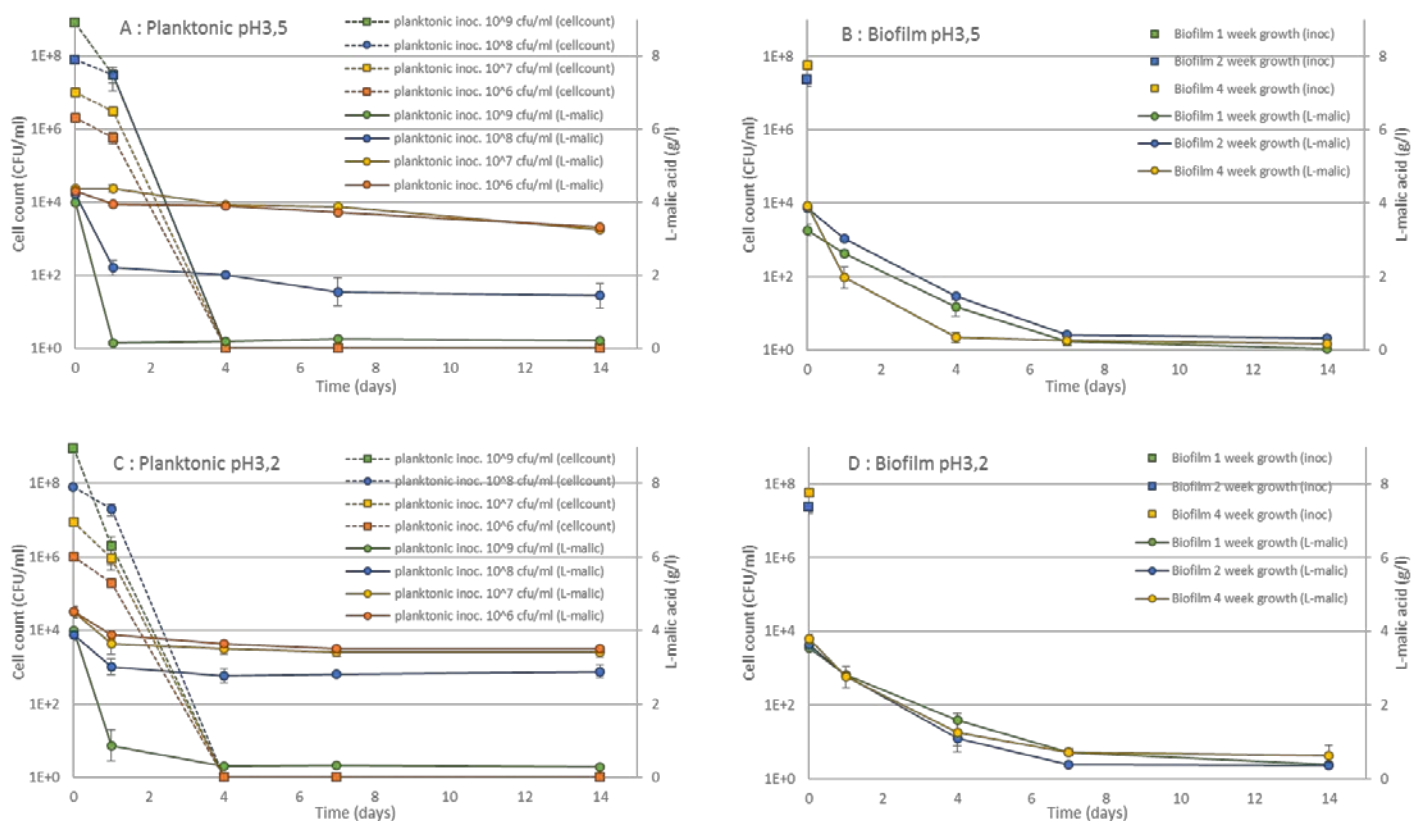 A : Planktonic pH3,5
planktonic inoc. 10^9 cfu/ml (cellcount)
planktonic inoc. 10^8 cfu/ml (cellcount)
planktonic inoc. 10^7 cfu/ml (cellcount)
planktonic inoc. 10^6 cfu/ml (cellcount)
planktonic inoc. 10^9 cfu/ml (L-malic)
planktonic inoc. 10^8 cfu/ml (L-malic)
planktonic inoc. 10^7 cfu/ml (L-malic)
planktonic inoc. 10^6 cfu/ml (L-malic)
Cell count (CFU/ml)
1E+8
1E+6
1E+4
1E+2
1E+0
L-malic acid (g/l)
8
6
4
2
0
0 2 4 6 8 10 12 14
Time (days)
B : Biofilm pH3,5
Biofilm 1 week growth (inoc)
Biofilm 2 week growth (inoc)
Biofilm 4 week growth (inoc)
Biofilm 1 week growth (L-malic)
Biofilm 2 week growth (L-malic)
Biofilm 4 week growth (L-malic)
Cell count (CFU/ml)
1E+8
1E+6
1E+4
1E+2
1E+0
L-malic acid (g/l)
8
6
4
2
0
0 2 4 6 8 10 12 14
Time (days)
C : Planktonic pH3,2
planktonic inoc. 10^9 cfu/ml (cellcount)
planktonic inoc. 10^8 cfu/ml (cellcount)
planktonic inoc. 10^7 cfu/ml (cellcount)
planktonic inoc. 10^6 cfu/ml (cellcount)
planktonic inoc. 10^9 cfu/ml (L-malic)
planktonic inoc. 10^8 cfu/ml (L-malic)
planktonic inoc. 10^7 cfu/ml (L-malic)
planktonic inoc. 10^6 cfu/ml (L-malic)
Cell count (CFU/ml)
1E+8
1E+6
1E+4
1E+2
1E+0
L-malic acid (g/l)
8
6
4
2
0
0 2 4 6 8 10 12 14
Time (days)
D : Biofilm pH3,2
Biofilm 1 week growth (inoc)
Biofilm 2 week growth (inoc)
Biofilm 4 week growth (inoc)
Biofilm 1 week growth (L-malic)
Biofilm 2 week growth (L-malic)
Biofilm 4 week growth (L-malic)
Cell count (CFU/ml)
1E+8
1E+6
1E+4
1E+2
1E+0
L-malic acid (g/l)
8
6
4
2
0
0 2 4 6 8 10 12 14
Time (days)